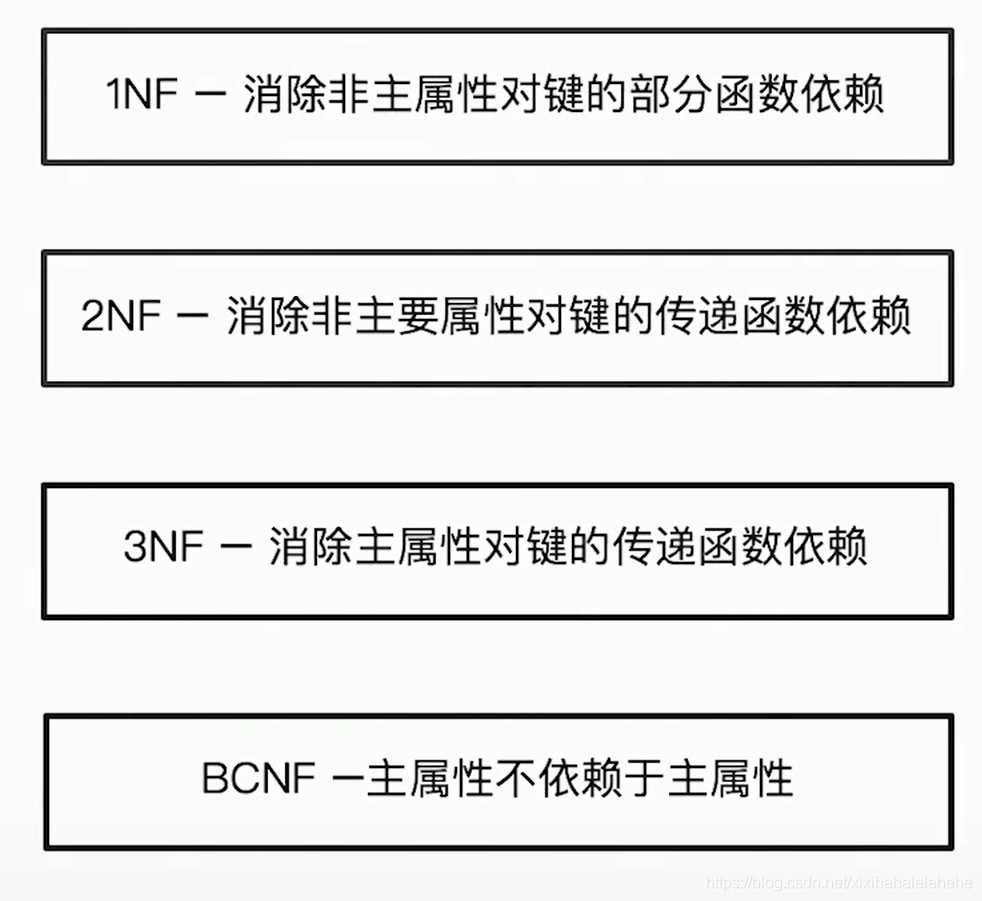 1NF — 消除非主属性对键的部分函数依赖
2NF — 消除非主要属性对键的传递函数依赖
3NF — 消除主属性对键的传递函数依赖
BCNF —主属性不依赖于主属性
https://blog.csdn.net/xixihahalelehehe